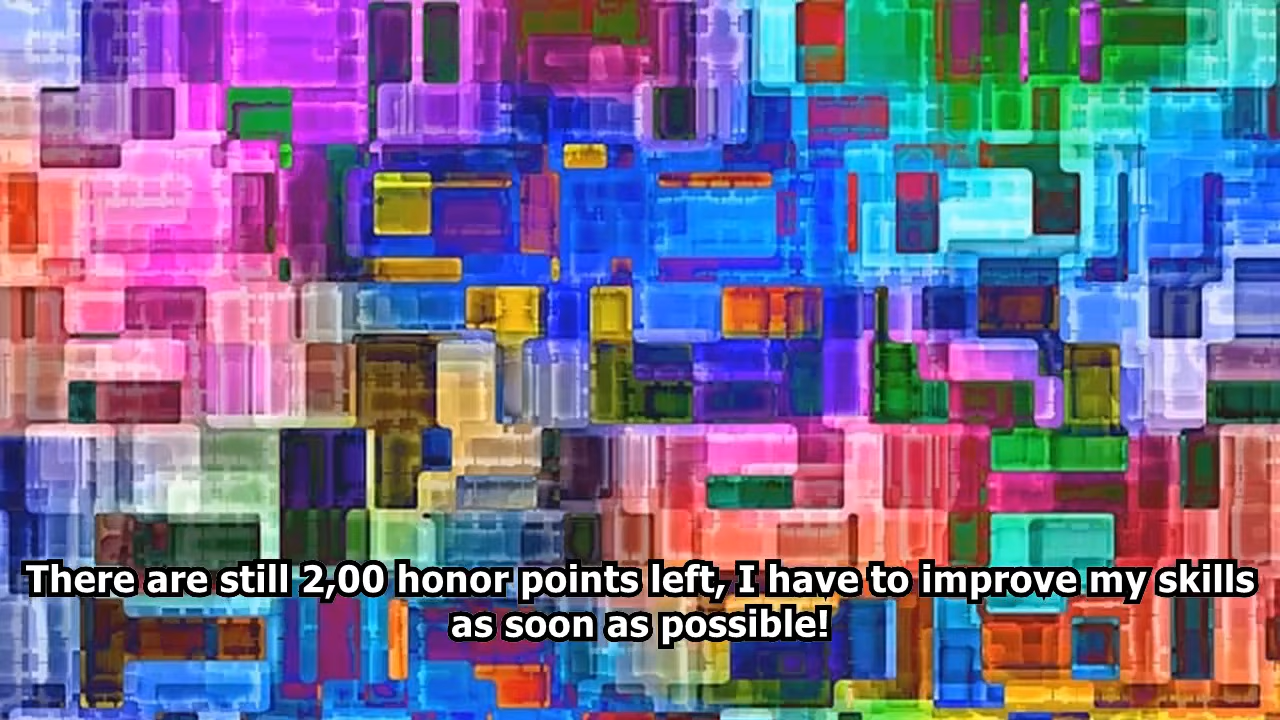 There are still 2,00 honor points left, I have to improve my skills
as soon as possible!